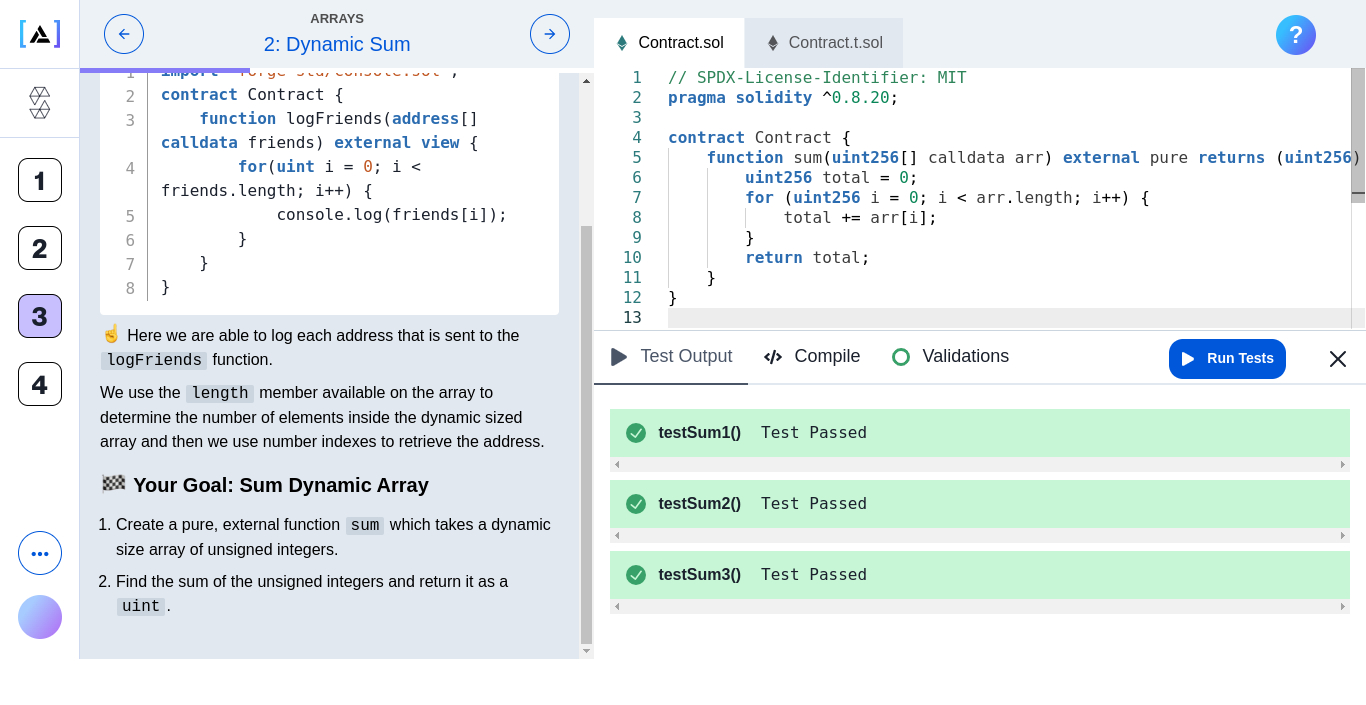 ARRAYS
2: Dynamic Sum
1
2
3
4
1 import "forge-std/console.sol";
2 contract Contract {
3     function logFriends(address[]
calldata friends) external view {
4         for(uint i = 0; i <
friends.length; i++) {
5             console.log(friends[i]);
6         }
7     }
8 }
☝️ Here we are able to log each address that is sent to the
logFriends function.
We use the length member available on the array to
determine the number of elements inside the dynamic sized
array and then we use number indexes to retrieve the address.
🏁 Your Goal: Sum Dynamic Array
1. Create a pure, external function sum which takes a dynamic
size array of unsigned integers.
2. Find the sum of the unsigned integers and return it as a
uint.
Contract.sol
Contract.t.sol
?
1 // SPDX-License-Identifier: MIT
2 pragma solidity ^0.8.20;
3
4 contract Contract {
5     function sum(uint256[] calldata arr) external pure returns (uint256)
6         uint256 total = 0;
7         for (uint256 i = 0; i < arr.length; i++) {
8             total += arr[i];
9         }
10         return total;
11     }
12 }
13
Test Output
Compile
Validations
Run Tests
testSum1() Test Passed
testSum2() Test Passed
testSum3() Test Passed